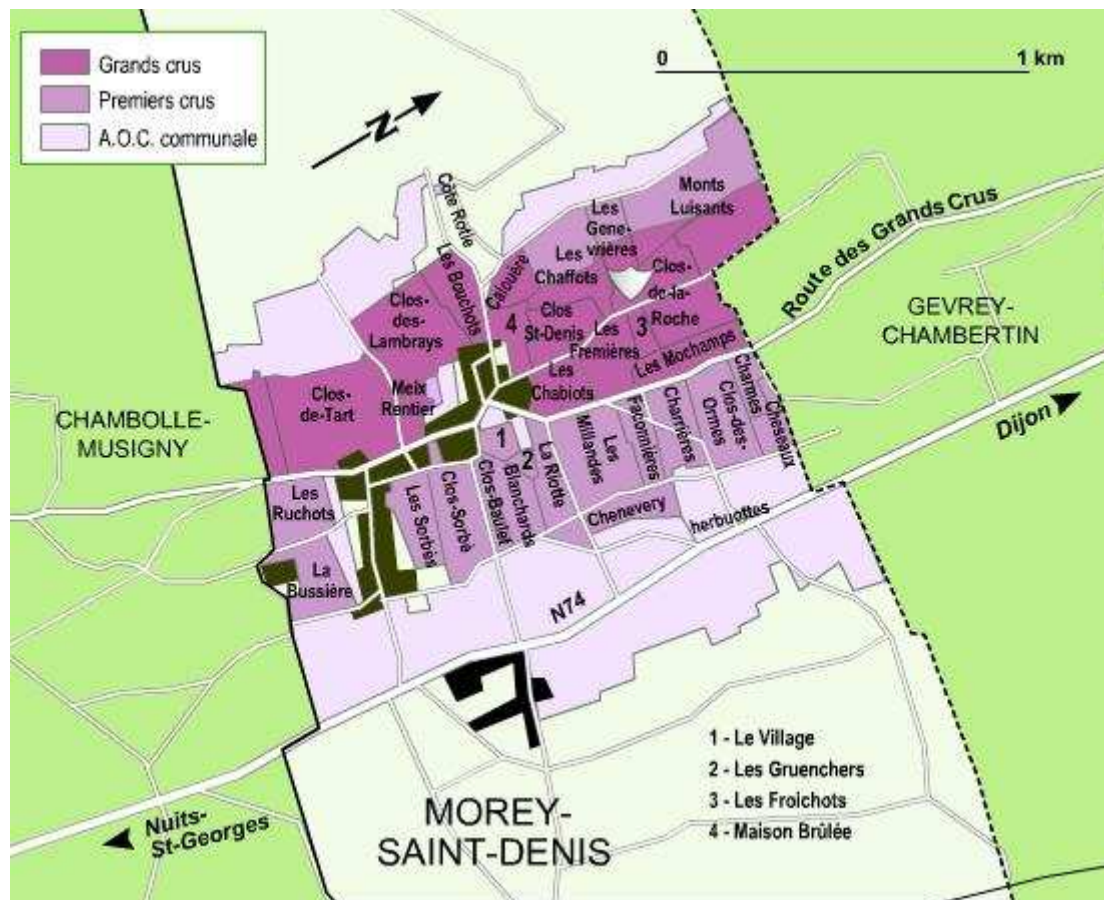 Grands crus
Premiers crus
A.O.C. communale
0
1 km
N
Côte Rotie
Les Bouchots
Calouère
Les
Gene-
vrières
Monts
Luisants
Les
Chaffots
Clos-
de-la-
Roche
Route des Grands Crus
GEVREY-
CHAMBERTIN
Clos-
des-
Lambrays
4
Clos
St-Denis
Les
Fremières
3
Les Mochamps
Clos-
de-Tart
Meix
Rentier
Les
Chabiots
CHAMBOLLE-
MUSIGNY
1
2
La Riotte
Les
Millandes
Faconnières
Charrières
Clos-des-
Ormes
Charmes
Cheseaux
Dijon
Les
Ruchots
Les Sorbès
Clos-Sorbè
Clos-Baulet
Blanchards
Chenevery
herbuottes
La
Bussière
N74
1 - Le Village
2 - Les Gruenchers
3 - Les Froichots
4 - Maison Brûlée
MOREY-
SAINT-DENIS
Nuits-
St-Georges